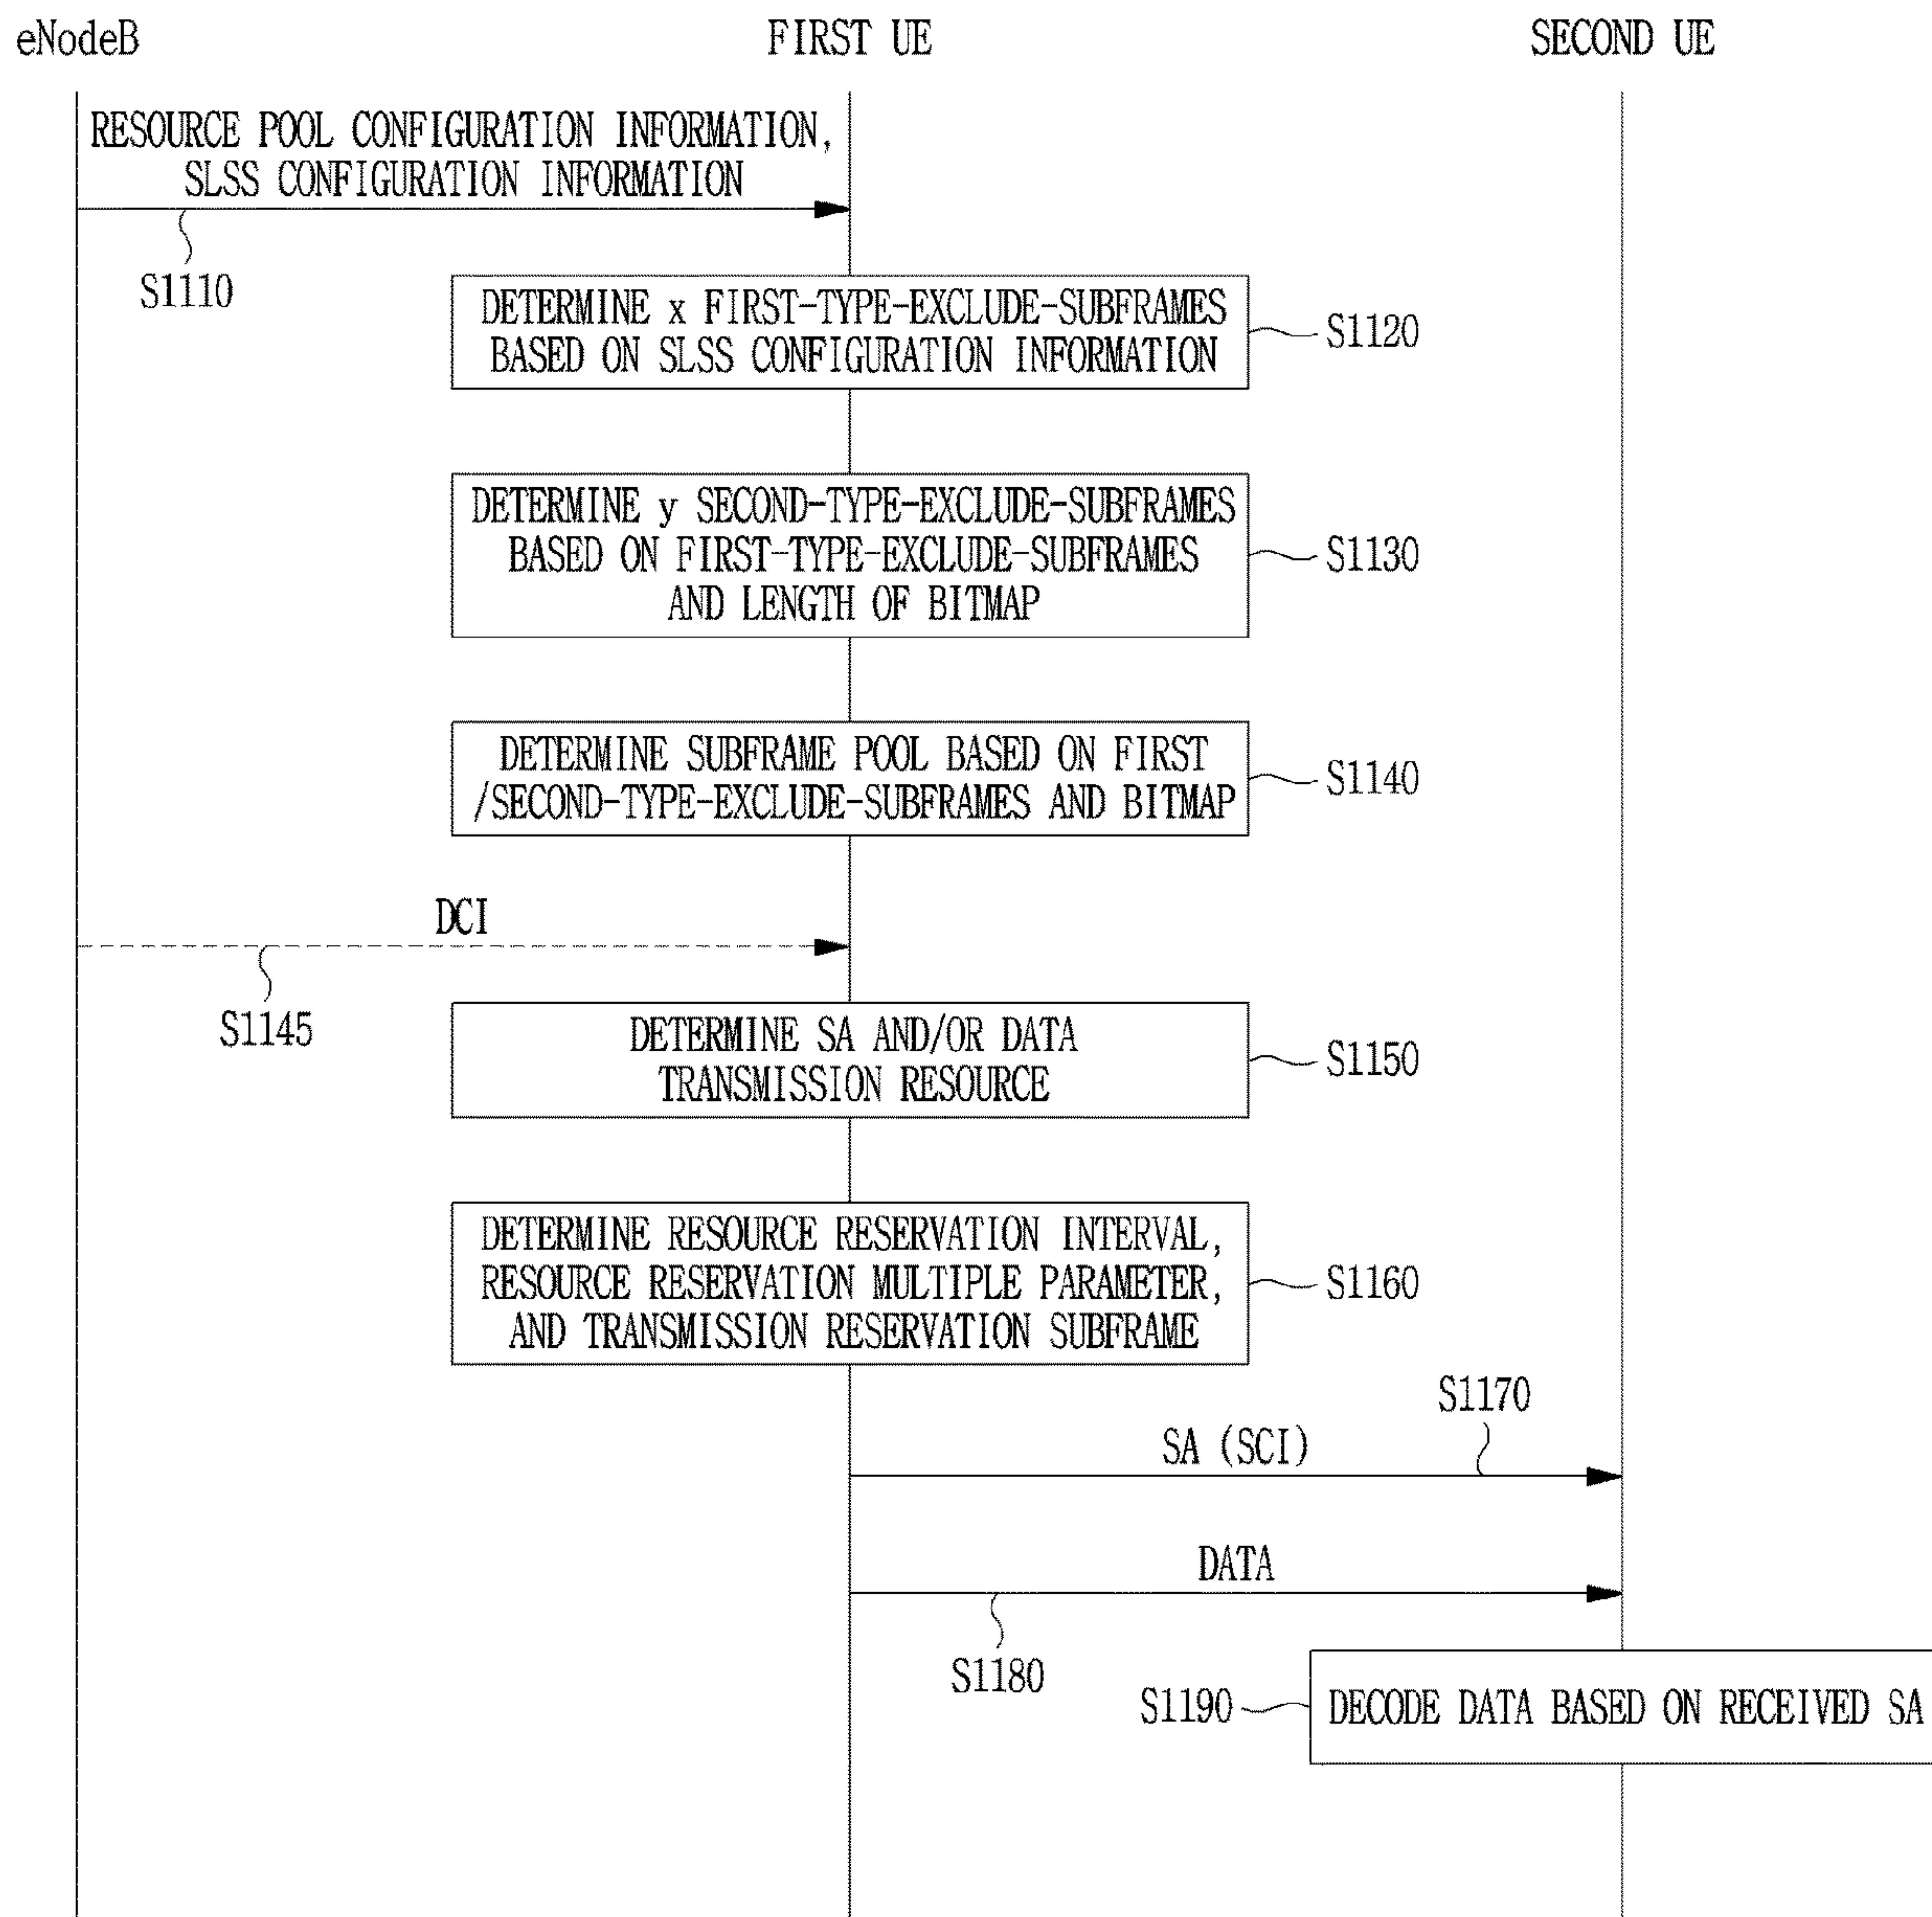 eNodeB
FIRST UE
SECOND UE
RESOURCE POOL CONFIGURATION INFORMATION,
SLSS CONFIGURATION INFORMATION
S1110
DETERMINE x FIRST-TYPE-EXCLUDE-SUBFRAMES
BASED ON SLSS CONFIGURATION INFORMATION
S1120
DETERMINE y SECOND-TYPE-EXCLUDE-SUBFRAMES
BASED ON FIRST-TYPE-EXCLUDE-SUBFRAMES
AND LENGTH OF BITMAP
S1130
DETERMINE SUBFRAME POOL BASED ON FIRST
/SECOND-TYPE-EXCLUDE-SUBFRAMES AND BITMAP
S1140
DCI
S1145
DETERMINE SA AND/OR DATA
TRANSMISSION RESOURCE
S1150
DETERMINE RESOURCE RESERVATION INTERVAL,
RESOURCE RESERVATION MULTIPLE PARAMETER,
AND TRANSMISSION RESERVATION SUBFRAME
S1160
S1170
SA (SCI)
DATA
S1180
S1190
DECODE DATA BASED ON RECEIVED SA